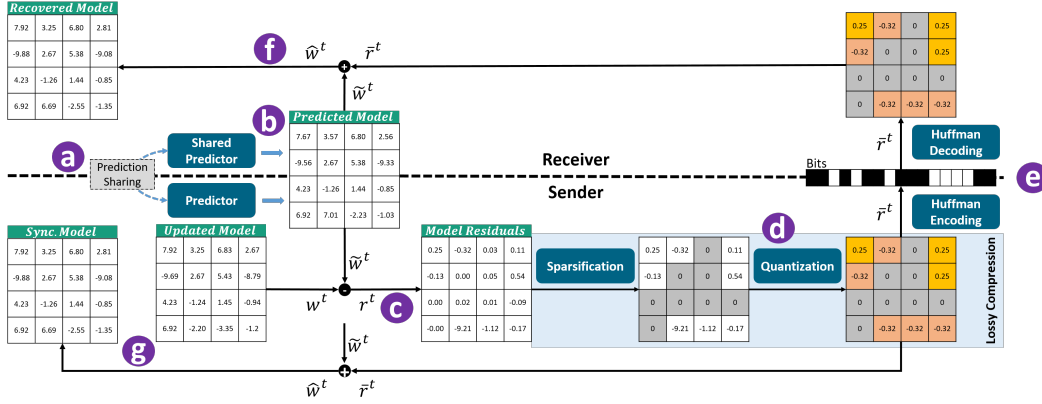 Recovered Model
7.92 3.25 6.80 2.81
-9.88 2.67 5.38 -9.08
4.23 -1.26 1.44 -0.85
6.92 6.69 -2.55 -1.35
f
ŵᵗ r̄ᵗ
+
w̃ᵗ
0.25 -0.32 0 0.25
-0.32 0 0 0.25
0 0 0 0
0 -0.32 -0.32 -0.32
b
Predicted Model
7.67 3.57 6.80 2.56
-9.56 2.67 5.38 -9.33
4.23 -1.26 1.44 -0.85
6.92 7.01 -2.23 -1.03
a
Prediction
Sharing
Shared
Predictor
Predictor
Receiver
Sender
r̄ᵗ
Huffman
Decoding
Bits
e
r̄ᵗ
Huffman
Encoding
Sync. Model
7.92 3.25 6.80 2.81
-9.88 2.67 5.38 -9.08
4.23 -1.26 1.44 -0.85
6.92 6.69 -2.55 -1.35
Updated Model
7.92 3.25 6.83 2.67
-9.69 2.67 5.43 -8.79
4.23 -1.24 1.45 -0.94
6.92 -2.20 -3.35 -1.2
w̃ᵗ
-
wᵗ rᵗ
c
Model Residuals
0.25 -0.32 0.03 0.11
-0.13 0.00 0.05 0.54
0.00 0.02 0.01 -0.09
-0.00 -9.21 -1.12 -0.17
Sparsification
0.25 -0.32 0 0.11
-0.13 0 0 0.54
0 0 0 0
0 -9.21 -1.12 -0.17
d
Quantization
0.25 -0.32 0 0.25
-0.32 0 0 0.25
0 0 0 0
0 -0.32 -0.32 -0.32
Lossy Compression
g
w̃ᵗ
+
ŵᵗ r̄ᵗ